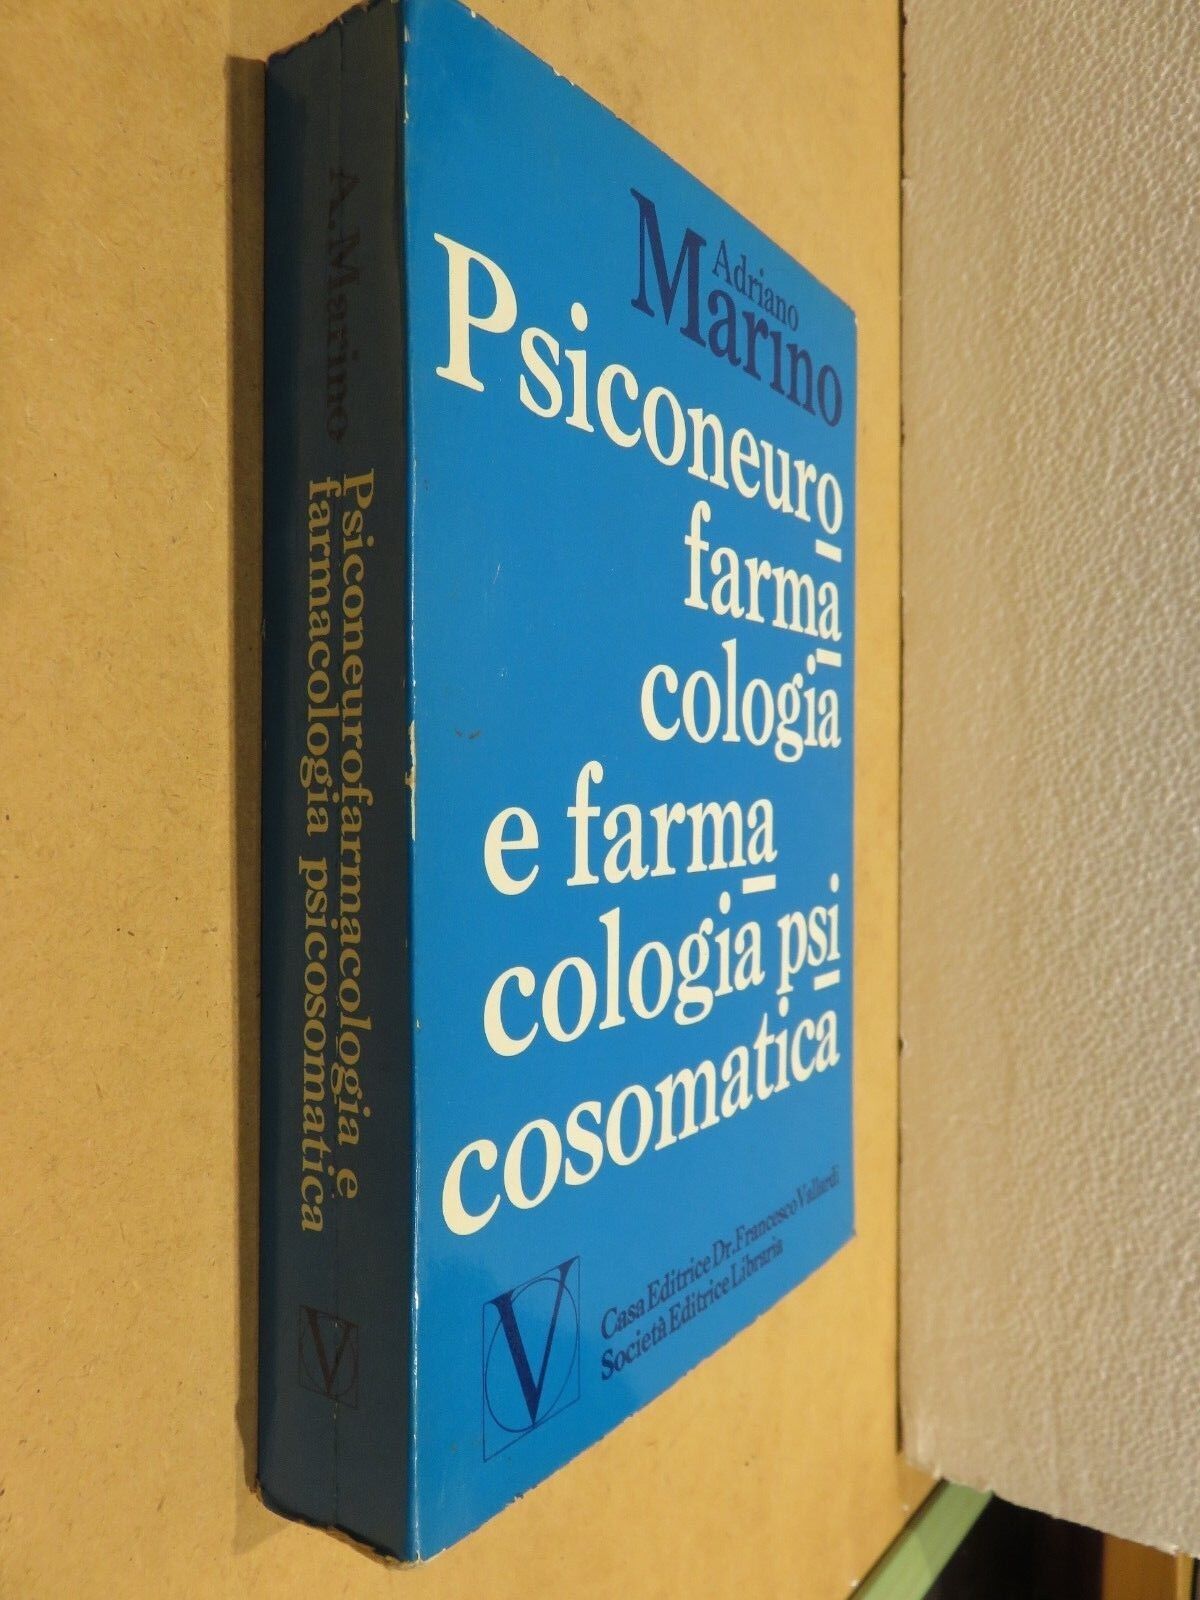 A. Marino
Psiconeurofarmacologia e
farmacologia psicosomatica
V
Adriano
Marino
Psiconeuro
farma
cologia
e farma
cologia psi
cosomatica
V
Casa Editrice Dr. Francesco Vallardi
Società Editrice Libraria